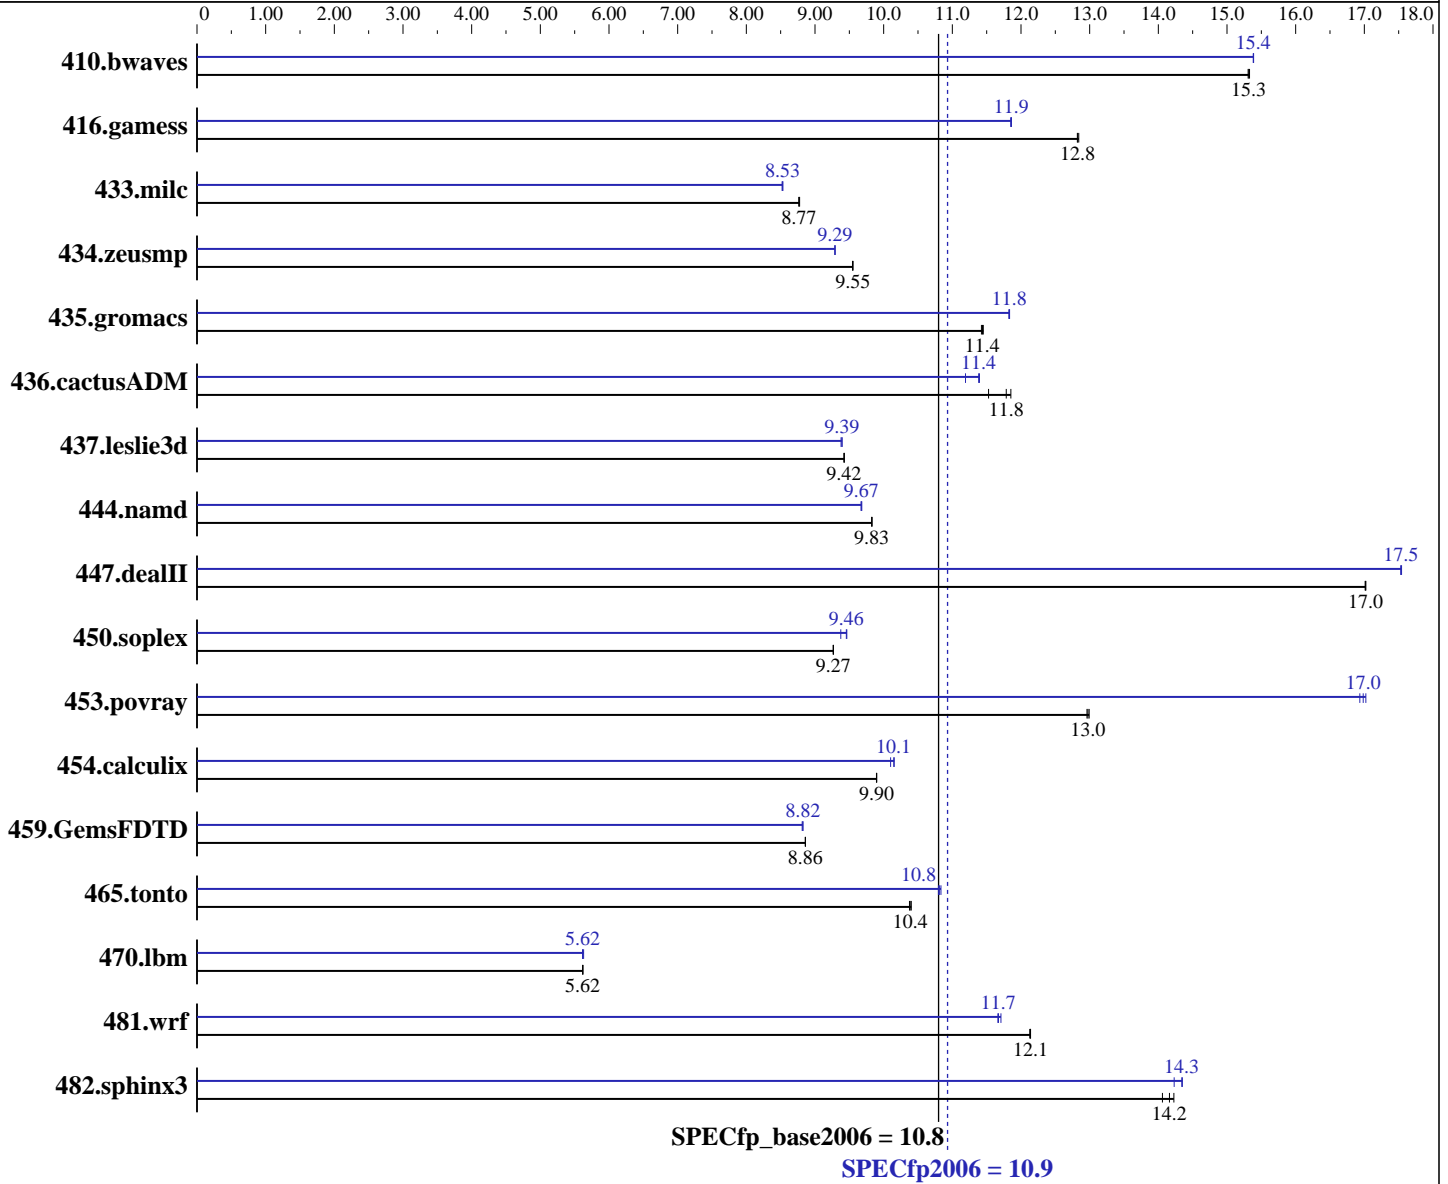 0 1.00 2.00 3.00 4.00 5.00 6.00 7.00 8.00 9.00 10.0 11.0 12.0 13.0 14.0 15.0 16.0 17.0 18.0
15.4
410.bwaves
15.3
11.9
416.gamess
12.8
8.53
433.milc
8.77
9.29
434.zeusmp
9.55
11.8
435.gromacs
11.4
11.4
436.cactusADM
11.8
9.39
437.leslie3d
9.42
9.67
444.namd
9.83
17.5
447.dealII
17.0
9.46
450.soplex
9.27
17.0
453.povray
13.0
10.1
454.calculix
9.90
8.82
459.GemsFDTD
8.86
10.8
465.tonto
10.4
5.62
470.lbm
5.62
11.7
481.wrf
12.1
14.3
482.sphinx3
14.2
SPECfp_base2006 = 10.8
SPECfp2006 = 10.9